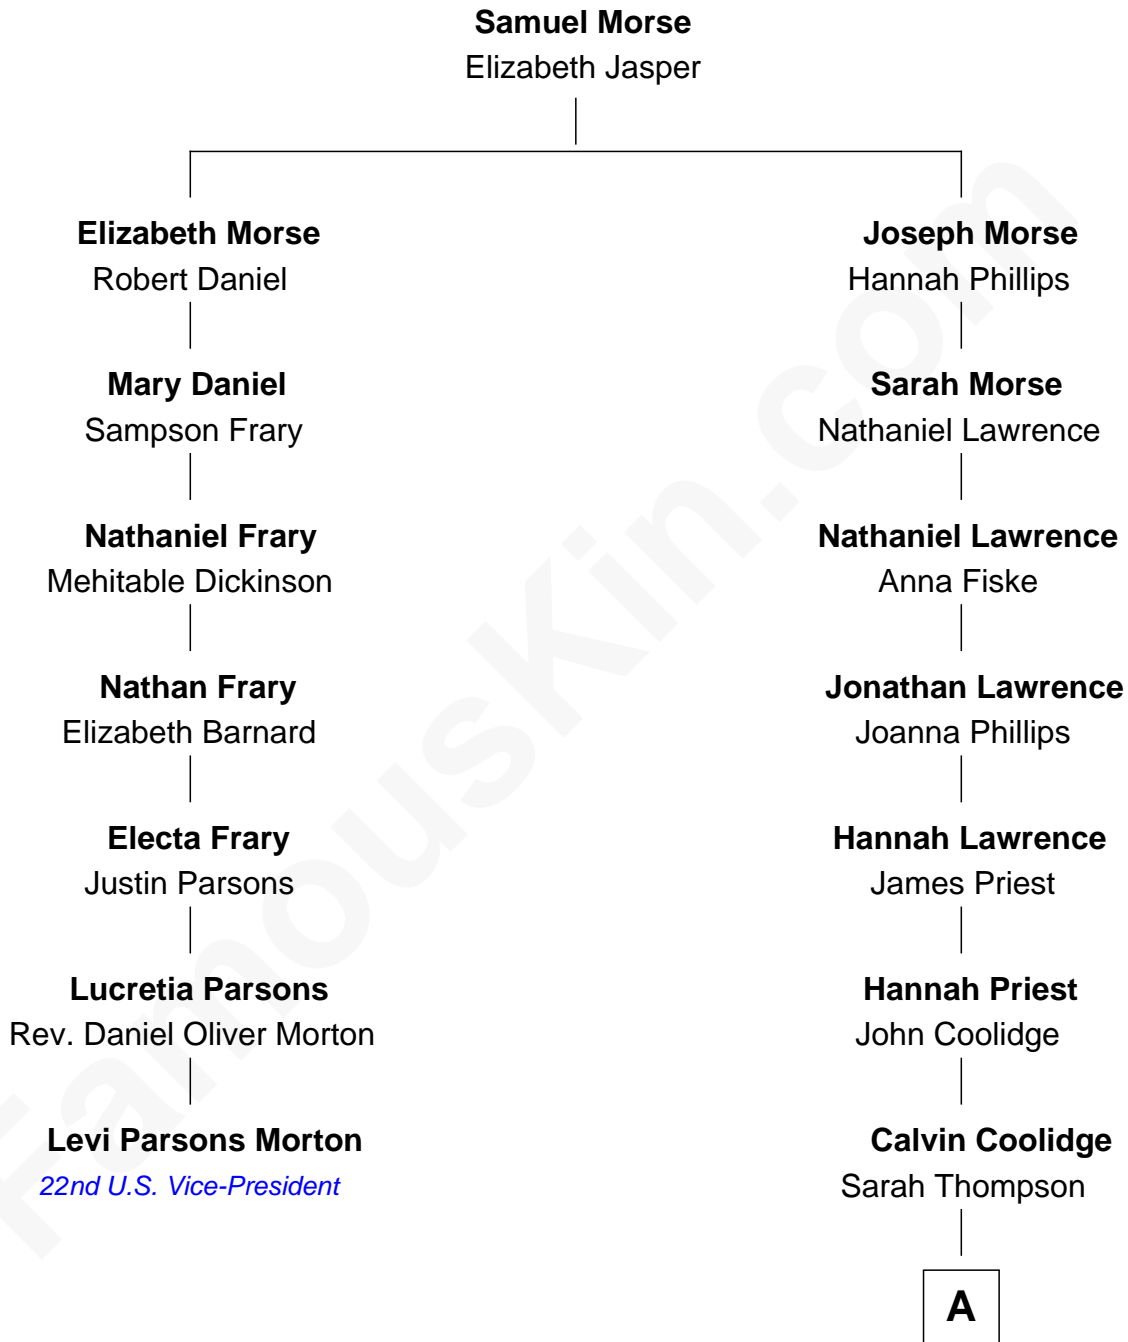 Samuel Morse
Elizabeth Jasper
Elizabeth Morse
Robert Daniel
Joseph Morse
Hannah Phillips
Mary Daniel
Sampson Frary
Sarah Morse
Nathaniel Lawrence
Nathaniel Frary
Mehitable Dickinson
Nathaniel Lawrence
Anna Fiske
Nathan Frary
Elizabeth Barnard
Jonathan Lawrence
Joanna Phillips
Electa Frary
Justin Parsons
Hannah Lawrence
James Priest
Lucretia Parsons
Rev. Daniel Oliver Morton
Hannah Priest
John Coolidge
Levi Parsons Morton
22nd U.S. Vice-President
Calvin Coolidge
Sarah Thompson
A
FamousKin.com